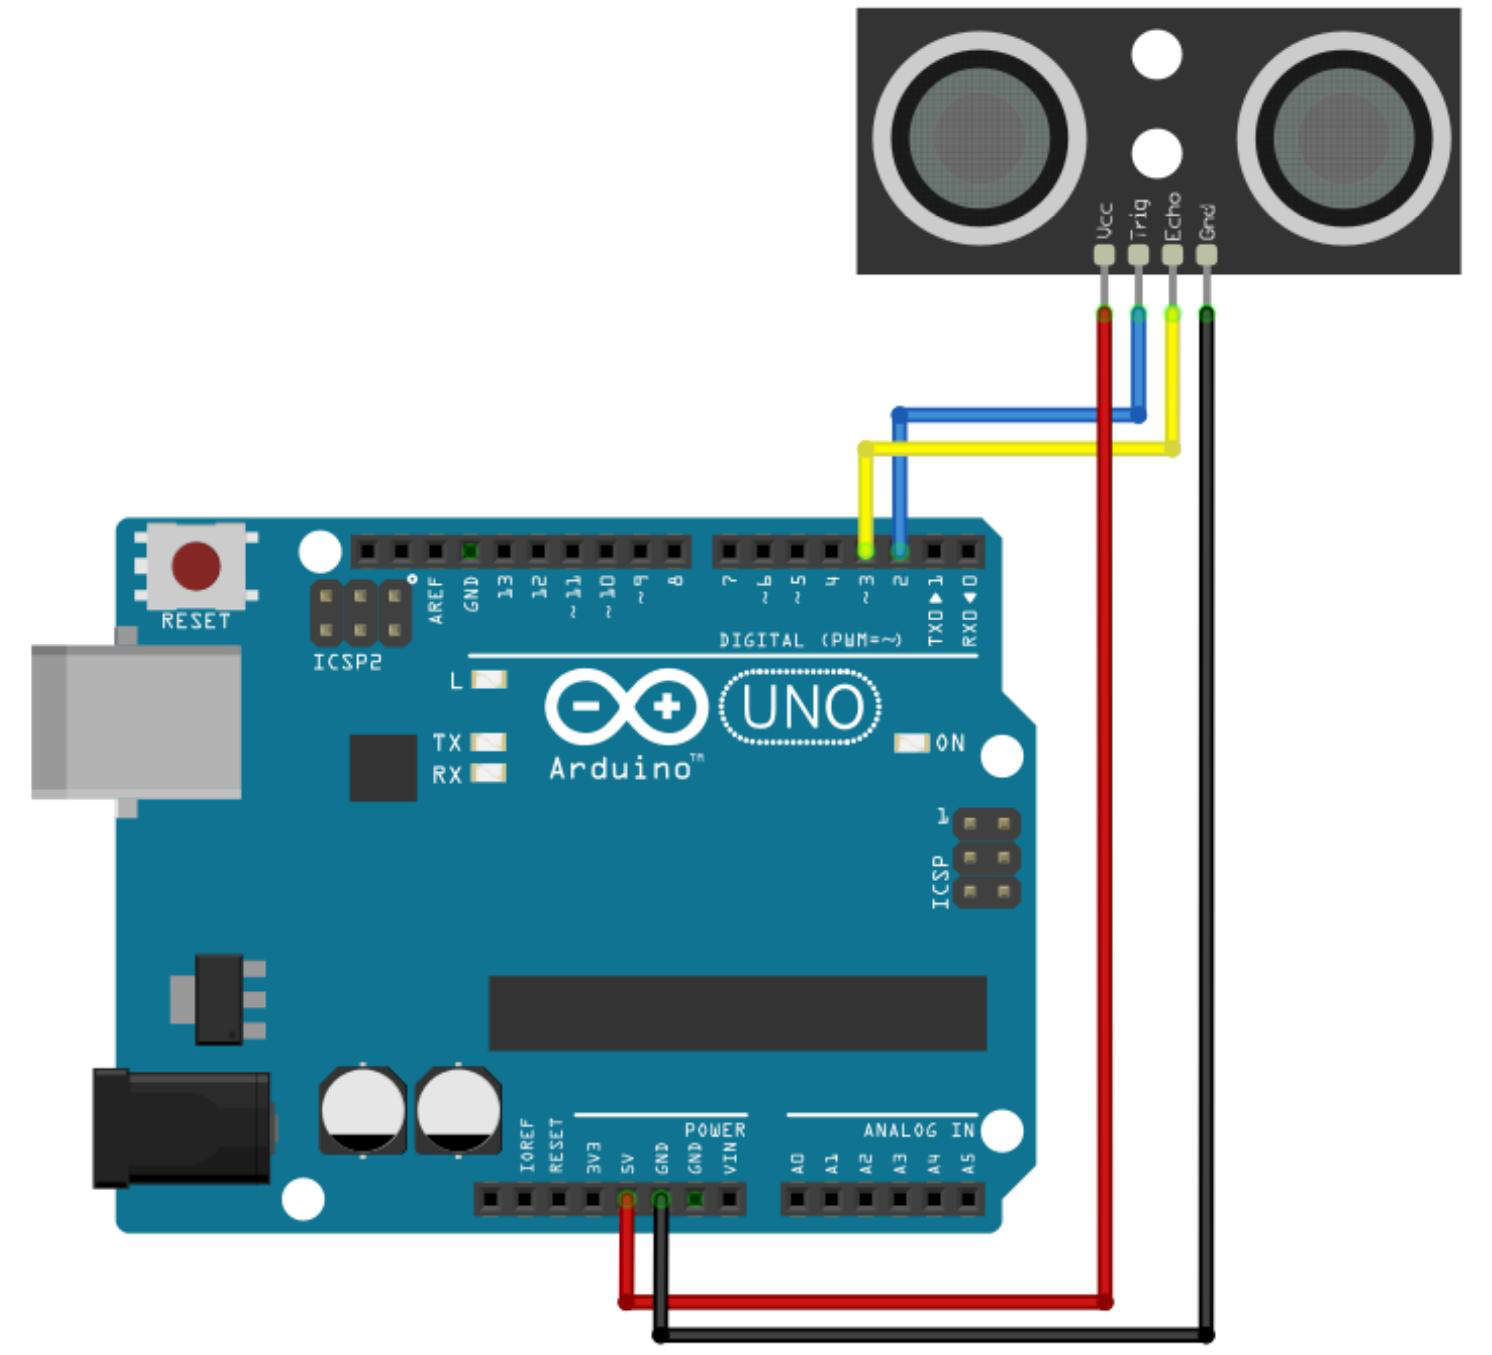 Vcc
Trig
Echo
Gnd
RESET
ICSP2
AREF
GND
13
12
~11
~10
~9
8
7
~6
~5
4
~3
2
TX0▶1
RX0◀0
DIGITAL (PWM=~)
L
TX
RX
Arduino™
UNO
ON
1
ICSP
IOREF
RESET
3V3
5V
GND
GND
VIN
POWER
ANALOG IN
A0
A1
A2
A3
A4
A5